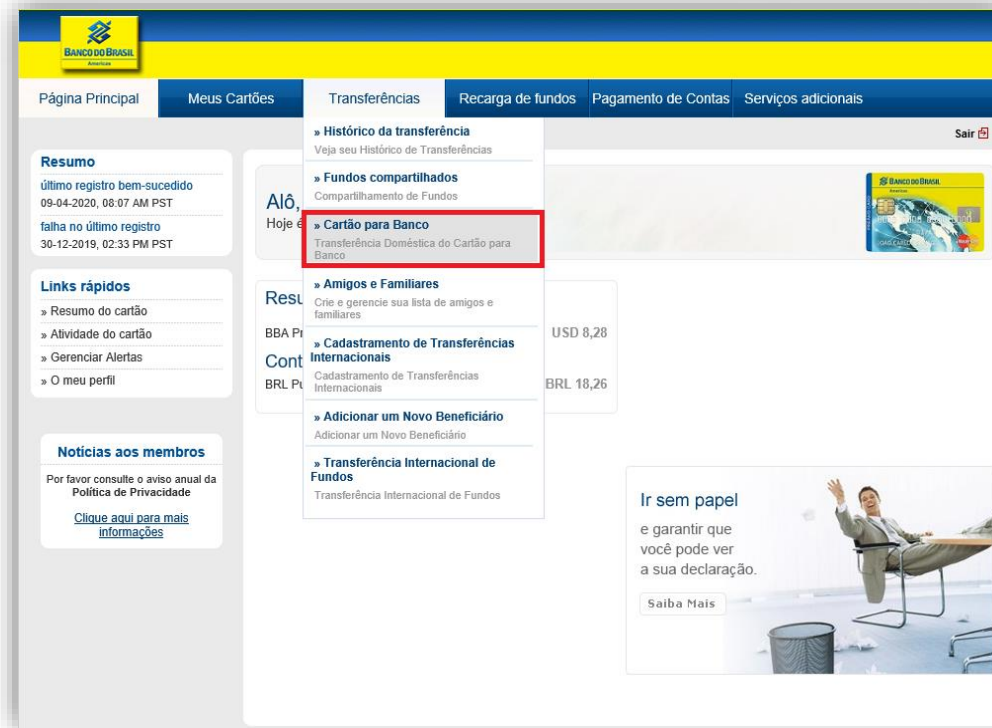 BANCO DO BRASIL
Americas
Página Principal
Meus Cartões
Transferências
Recarga de fundos
Pagamento de Contas
Serviços adicionais
Sair
Resumo
último registro bem-sucedido
09-04-2020, 08:07 AM PST
falha no último registro
30-12-2019, 02:33 PM PST
Links rápidos
» Resumo do cartão
» Atividade do cartão
» Gerenciar Alertas
» O meu perfil
Notícias aos membros
Por favor consulte o aviso anual da
Política de Privacidade
Clique aqui para mais
informações
» Histórico da transferência
Veja seu Histórico de Transferências
» Fundos compartilhados
Compartilhamento de Fundos
» Cartão para Banco
Transferência Doméstica do Cartão para
Banco
» Amigos e Familiares
Crie e gerencie sua lista de amigos e
familiares
» Cadastramento de Transferências
Internacionais
Cadastramento de Transferências
Internacionais
» Adicionar um Novo Beneficiário
Adicionar um Novo Beneficiário
» Transferência Internacional de
Fundos
Transferência Internacional de Fundos
Alô,
Hoje é
BANCO DO BRASIL
Americas
Resu
BBA Pr
USD 8,28
Cont
BRL Pu
BRL 18,26
Ir sem papel
e garantir que
você pode ver
a sua declaração.
Saiba Mais